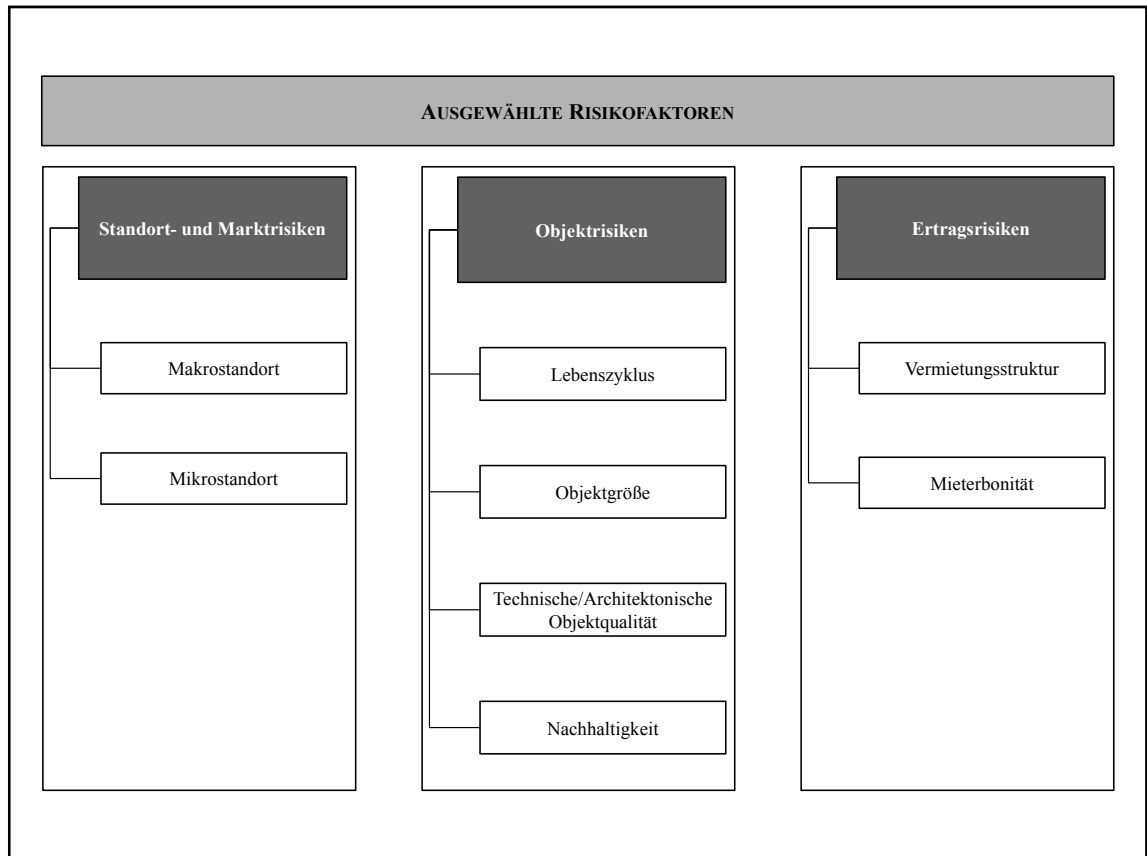 AUSGEWÄHLTE RISIKOFAKTOREN
Standort- und Marktrisiken
Makrostandort
Mikrostandort
Objektrisiken
Lebenszyklus
Objektgröße
Technische/Architektonische
Objektqualität
Nachhaltigkeit
Ertragsrisiken
Vermietungsstruktur
Mieterbonität